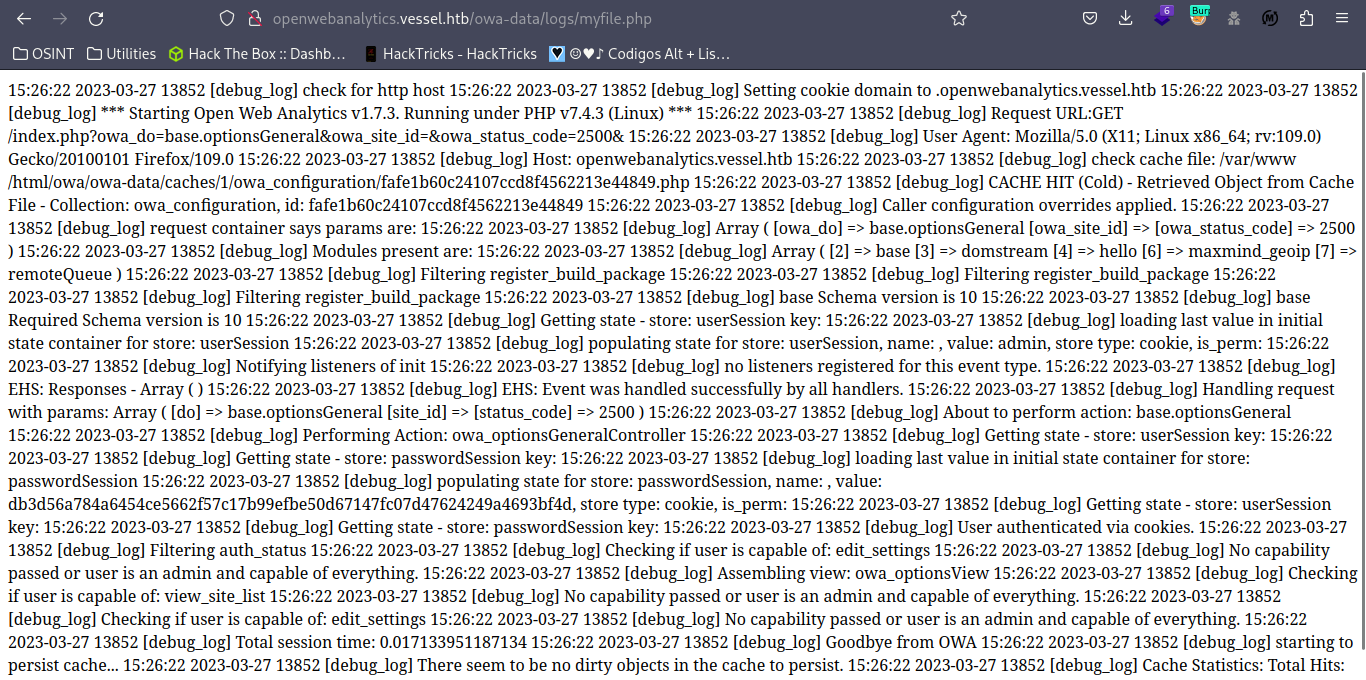 openwebanalytics.vessel.htb/owa-data/logs/myfile.php
6
Burp
OSINT
Utilities
Hack The Box :: Dashb…
HackTricks - HackTricks
☺♥♪ Codigos Alt + Lis…
15:26:22 2023-03-27 13852 [debug_log] check for http host 15:26:22 2023-03-27 13852 [debug_log] Setting cookie domain to .openwebanalytics.vessel.htb 15:26:22 2023-03-27 13852
[debug_log] *** Starting Open Web Analytics v1.7.3. Running under PHP v7.4.3 (Linux) *** 15:26:22 2023-03-27 13852 [debug_log] Request URL:GET
/index.php?owa_do=base.optionsGeneral&owa_site_id=&owa_status_code=2500& 15:26:22 2023-03-27 13852 [debug_log] User Agent: Mozilla/5.0 (X11; Linux x86_64; rv:109.0)
Gecko/20100101 Firefox/109.0 15:26:22 2023-03-27 13852 [debug_log] Host: openwebanalytics.vessel.htb 15:26:22 2023-03-27 13852 [debug_log] check cache file: /var/www
/html/owa/owa-data/caches/1/owa_configuration/fafe1b60c24107ccd8f4562213e44849.php 15:26:22 2023-03-27 13852 [debug_log] CACHE HIT (Cold) - Retrieved Object from Cache
File - Collection: owa_configuration, id: fafe1b60c24107ccd8f4562213e44849 15:26:22 2023-03-27 13852 [debug_log] Caller configuration overrides applied. 15:26:22 2023-03-27
13852 [debug_log] request container says params are: 15:26:22 2023-03-27 13852 [debug_log] Array ( [owa_do] => base.optionsGeneral [owa_site_id] => [owa_status_code] => 2500
) 15:26:22 2023-03-27 13852 [debug_log] Modules present are: 15:26:22 2023-03-27 13852 [debug_log] Array ( [2] => base [3] => domstream [4] => hello [6] => maxmind_geoip [7] =>
remoteQueue ) 15:26:22 2023-03-27 13852 [debug_log] Filtering register_build_package 15:26:22 2023-03-27 13852 [debug_log] Filtering register_build_package 15:26:22
2023-03-27 13852 [debug_log] Filtering register_build_package 15:26:22 2023-03-27 13852 [debug_log] base Schema version is 10 15:26:22 2023-03-27 13852 [debug_log] base
Required Schema version is 10 15:26:22 2023-03-27 13852 [debug_log] Getting state - store: userSession key: 15:26:22 2023-03-27 13852 [debug_log] loading last value in initial
state container for store: userSession 15:26:22 2023-03-27 13852 [debug_log] populating state for store: userSession, name: , value: admin, store type: cookie, is_perm: 15:26:22
2023-03-27 13852 [debug_log] Notifying listeners of init 15:26:22 2023-03-27 13852 [debug_log] no listeners registered for this event type. 15:26:22 2023-03-27 13852 [debug_log]
EHS: Responses - Array ( ) 15:26:22 2023-03-27 13852 [debug_log] EHS: Event was handled successfully by all handlers. 15:26:22 2023-03-27 13852 [debug_log] Handling request
with params: Array ( [do] => base.optionsGeneral [site_id] => [status_code] => 2500 ) 15:26:22 2023-03-27 13852 [debug_log] About to perform action: base.optionsGeneral
15:26:22 2023-03-27 13852 [debug_log] Performing Action: owa_optionsGeneralController 15:26:22 2023-03-27 13852 [debug_log] Getting state - store: userSession key: 15:26:22
2023-03-27 13852 [debug_log] Getting state - store: passwordSession key: 15:26:22 2023-03-27 13852 [debug_log] loading last value in initial state container for store:
passwordSession 15:26:22 2023-03-27 13852 [debug_log] populating state for store: passwordSession, name: , value:
db3d56a784a6454ce5662f57c17b99efbe50d67147fc07d47624249a4693bf4d, store type: cookie, is_perm: 15:26:22 2023-03-27 13852 [debug_log] Getting state - store: userSession
key: 15:26:22 2023-03-27 13852 [debug_log] Getting state - store: passwordSession key: 15:26:22 2023-03-27 13852 [debug_log] User authenticated via cookies. 15:26:22 2023-03-27
13852 [debug_log] Filtering auth_status 15:26:22 2023-03-27 13852 [debug_log] Checking if user is capable of: edit_settings 15:26:22 2023-03-27 13852 [debug_log] No capability
passed or user is an admin and capable of everything. 15:26:22 2023-03-27 13852 [debug_log] Assembling view: owa_optionsView 15:26:22 2023-03-27 13852 [debug_log] Checking
if user is capable of: view_site_list 15:26:22 2023-03-27 13852 [debug_log] No capability passed or user is an admin and capable of everything. 15:26:22 2023-03-27 13852
[debug_log] Checking if user is capable of: edit_settings 15:26:22 2023-03-27 13852 [debug_log] No capability passed or user is an admin and capable of everything. 15:26:22
2023-03-27 13852 [debug_log] Total session time: 0.017133951187134 15:26:22 2023-03-27 13852 [debug_log] Goodbye from OWA 15:26:22 2023-03-27 13852 [debug_log] starting to
persist cache... 15:26:22 2023-03-27 13852 [debug_log] There seem to be no dirty objects in the cache to persist. 15:26:22 2023-03-27 13852 [debug_log] Cache Statistics: Total Hits: